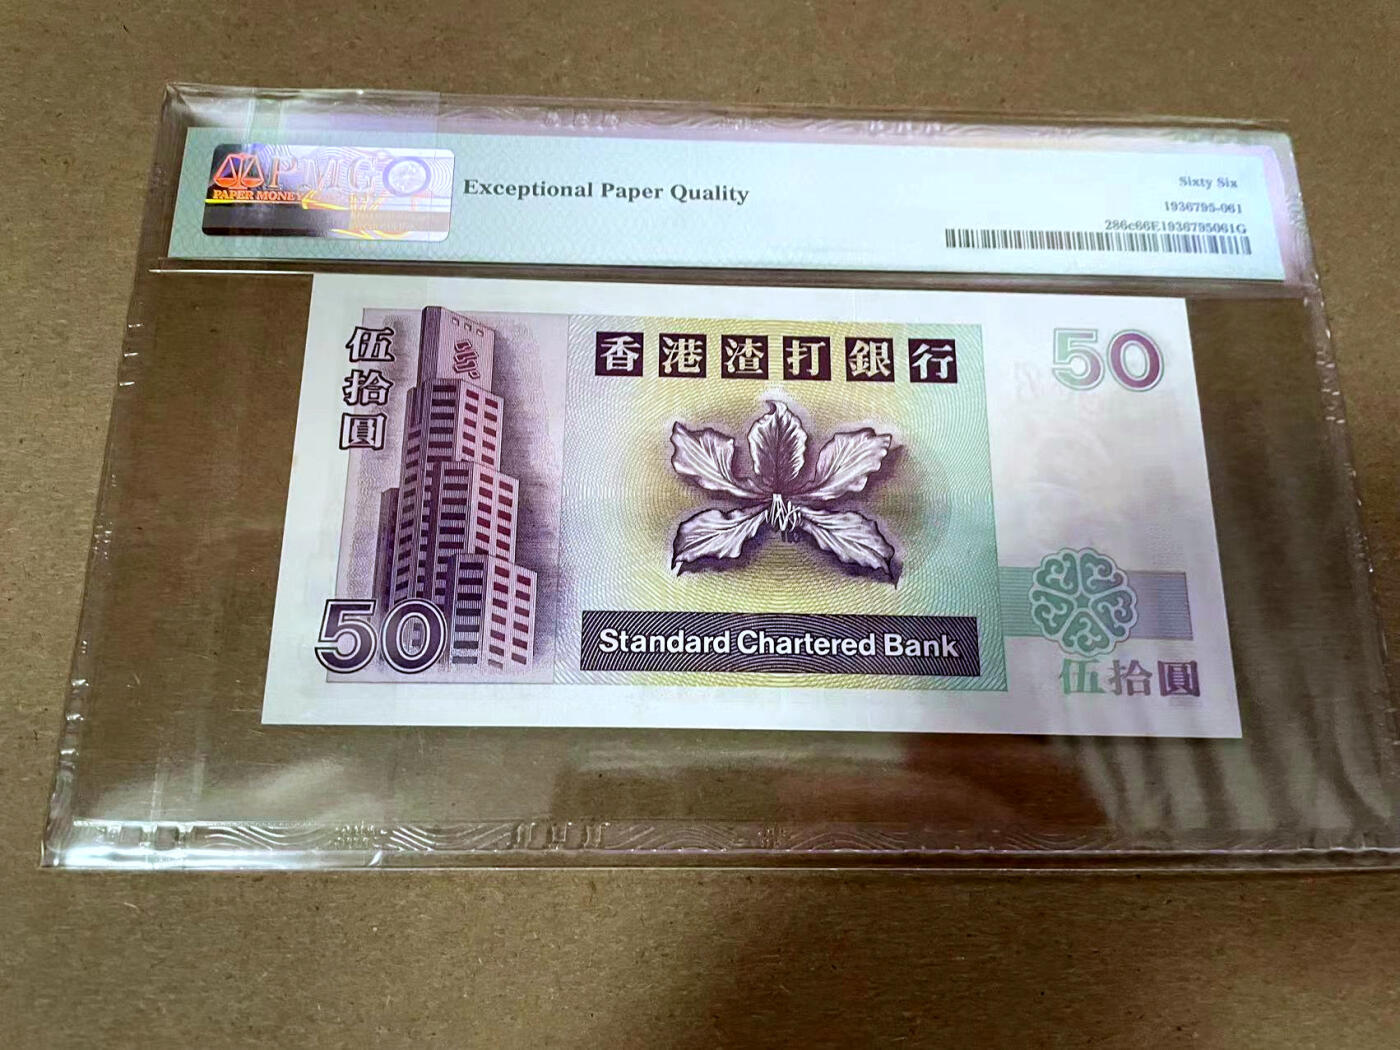 PMG
PAPER MONEY
Exceptional Paper Quality
Sixty Six
1936795-061
286c66E1936795061G
伍拾圓
香港渣打銀行
50
50
Standard Chartered Bank
伍拾圓